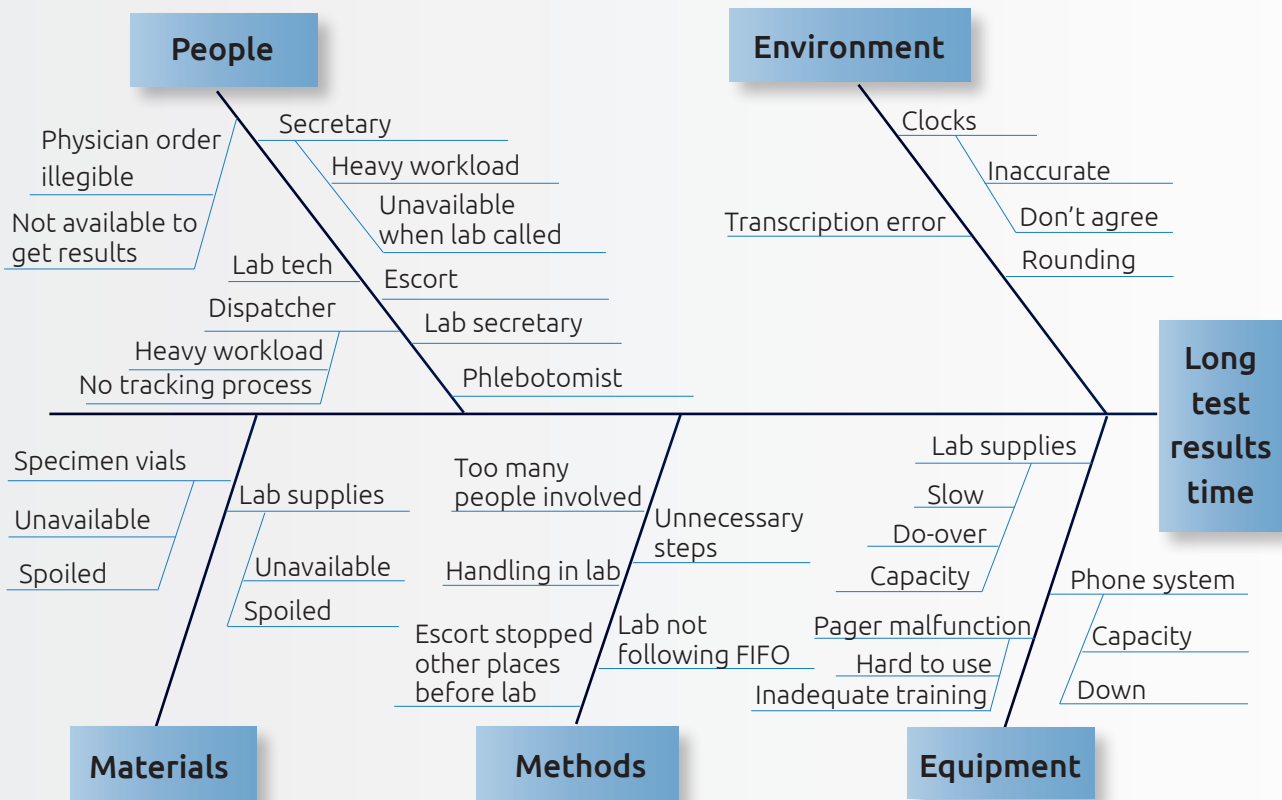 People
Environment
Secretary
Physician order
illegible
Heavy workload
Not available to
get results
Unavailable
when lab called
Lab tech
Escort
Dispatcher
Lab secretary
Heavy workload
No tracking process
Phlebotomist
Clocks
Inaccurate
Transcription error
Don’t agree
Rounding
Long
test
results
time
Specimen vials
Unavailable
Spoiled
Lab supplies
Unavailable
Spoiled
Too many
people involved
Unnecessary
steps
Handling in lab
Escort stopped
other places
before lab
Lab not
following FIFO
Lab supplies
Slow
Do-over
Capacity
Pager malfunction
Hard to use
Inadequate training
Phone system
Capacity
Down
Materials
Methods
Equipment